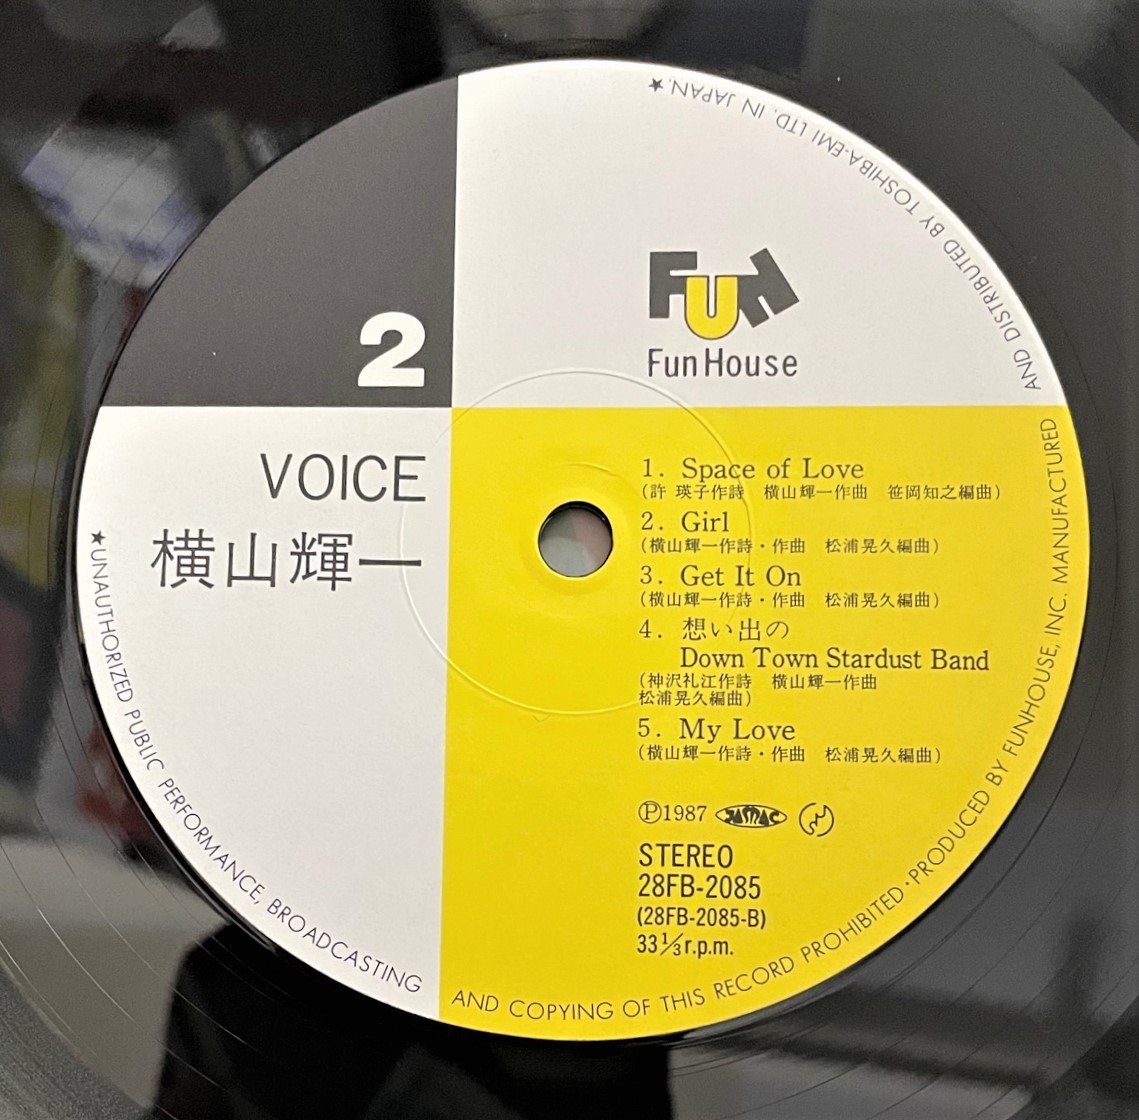 FUN
Fun House
2
VOICE
横山輝一
1. Space of Love
(許 瑛子作詩　横山輝一作曲　笹岡知之編曲)
2. Girl
(横山輝一作詩・作曲　松浦晃久編曲)
3. Get It On
(横山輝一作詩・作曲　松浦晃久編曲)
4. 想い出の
Down Town Stardust Band
(神沢礼江作詩　横山輝一作曲
松浦晃久編曲)
5. My Love
(横山輝一作詩・作曲　松浦晃久編曲)
Ⓟ1987 JASRAC
STEREO
28FB-2085
(28FB-2085-B)
33⅓r.p.m.
★UNAUTHORIZED PUBLIC PERFORMANCE, BROADCASTING AND COPYING OF THIS RECORD PROHIBITED・PRODUCED BY FUNHOUSE, INC. MANUFACTURED AND DISTRIBUTED BY TOSHIBA-EMI LTD. IN JAPAN.★